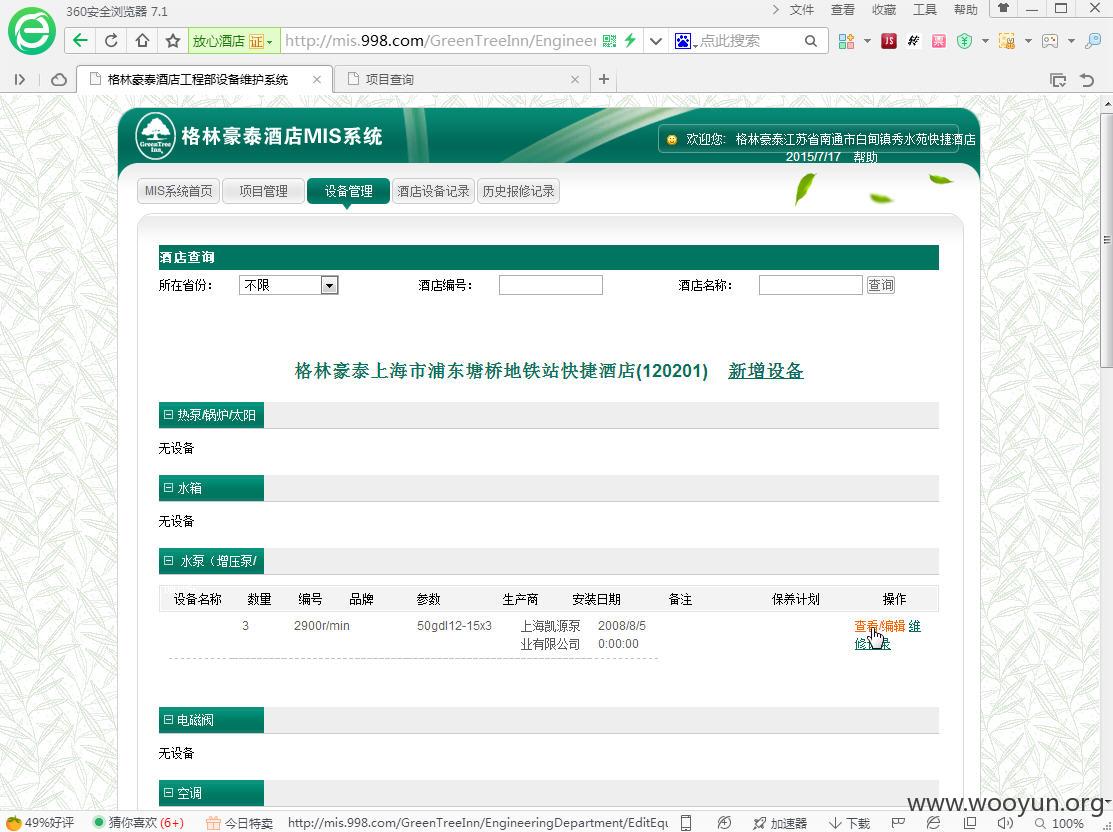 360安全浏览器 7.1
文件 查看 收藏 工具 帮助
放心酒店 证 http://mis.998.com/GreenTreeInn/Engineer 点此搜索
格林豪泰酒店工程部设备维护系统
项目查询
GreenTree Inn
格林豪泰酒店MIS系统
欢迎您: 格林豪泰江苏省南通市白甸镇秀水苑快捷酒店
2015/7/17 帮助
MIS系统首页 项目管理 设备管理 酒店设备记录 历史报修记录
酒店查询
所在省份: 不限 酒店编号: 酒店名称: 查询
格林豪泰上海市浦东塘桥地铁站快捷酒店(120201) 新增设备
热泵/锅炉/太阳
无设备
水箱
无设备
水泵（增压泵/
设备名称 数量 编号 品牌 参数 生产商 安装日期 备注 保养计划 操作
3 2900r/min 50gdl12-15x3 上海凯源泵 2008/8/5 查看/编辑 维
业有限公司 0:00:00 修记录
电磁阀
无设备
空调
www.wooyun.org
49%好评 猜你喜欢 (6+) 今日特卖 http://mis.998.com/GreenTreeInn/EngineeringDepartment/EditEqu 加速器 下载 100%